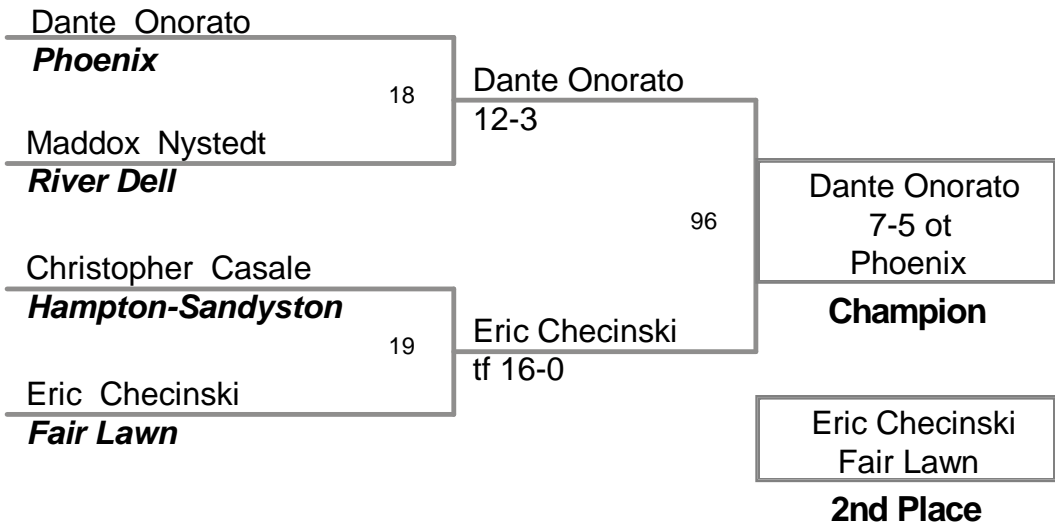 Dante Onorato
Phoenix
18
Maddox Nystedt
River Dell
Dante Onorato
12-3
Christopher Casale
Hampton-Sandyston
19
Eric Checinski
Fair Lawn
Eric Checinski
tf 16-0
96
Dante Onorato
7-5 ot
Phoenix
Champion
Eric Checinski
Fair Lawn
2nd Place